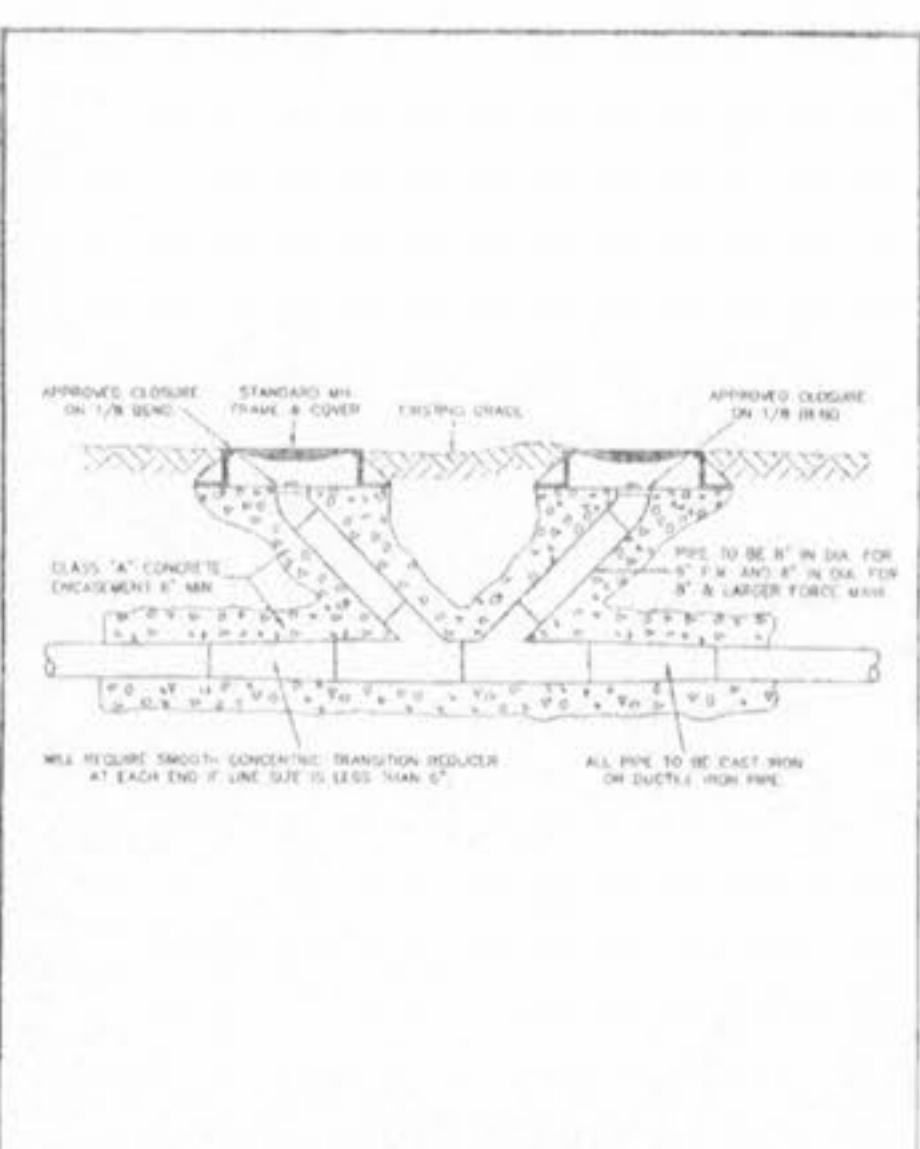 APPROVED CLOSURE
ON 1/8 BEND
STANDARD MH.
FRAME & COVER
EXISTING GRADE
APPROVED CLOSURE
ON 1/8 BEND
CLASS "A" CONCRETE
ENCASEMENT 6" MIN.
PIPE TO BE IN DIA. FOR
F.M. AND 8" IN DIA. FOR
8" & LARGER FORCE MAIN.
WILL REQUIRE SMOOTH CONCENTRIC TRANSITION REDUCER
AT EACH END IF LINE SIZE IS LESS THAN 6".
ALL PIPE TO BE CAST IRON
OR DUCTILE IRON PIPE.